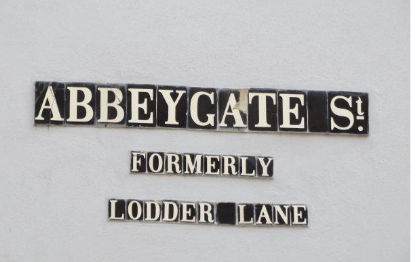 ABBEYGATE St.
FORMERLY
LODDER LANE